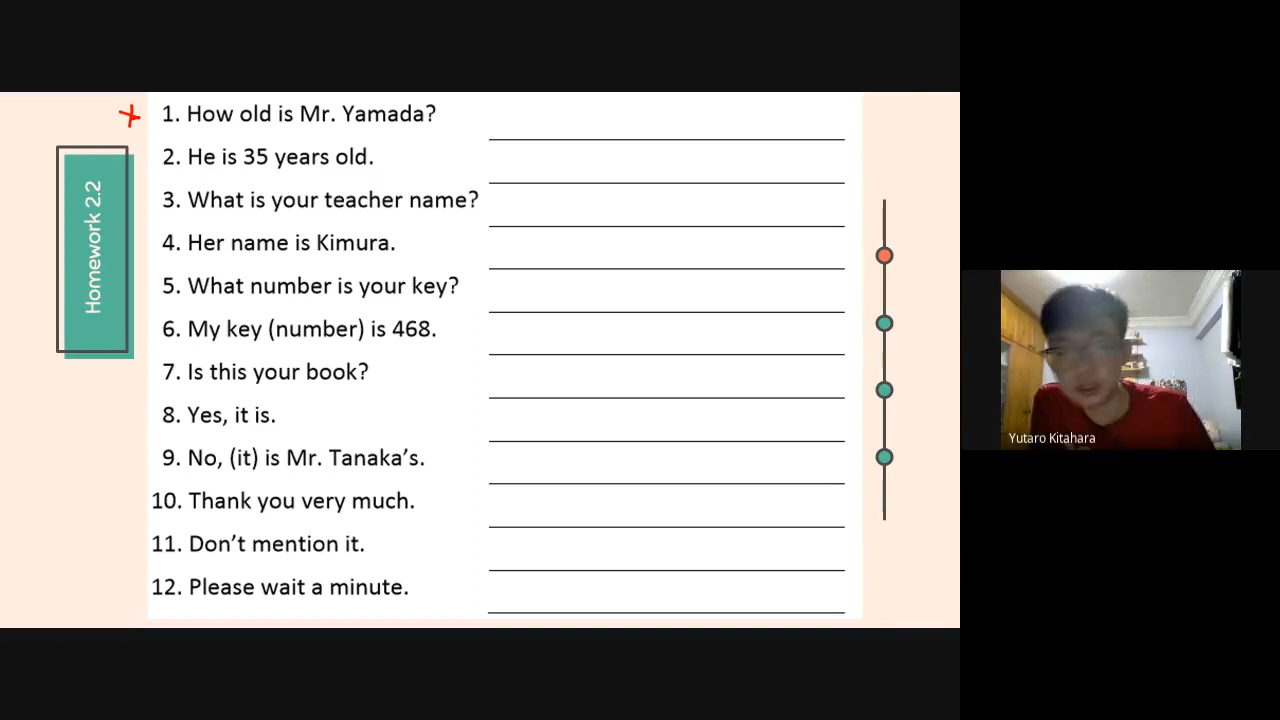 Homework 2.2
1. How old is Mr. Yamada?
2. He is 35 years old.
3. What is your teacher name?
4. Her name is Kimura.
5. What number is your key?
6. My key (number) is 468.
7. Is this your book?
8. Yes, it is.
9. No, (it) is Mr. Tanaka’s.
10. Thank you very much.
11. Don’t mention it.
12. Please wait a minute.
Yutaro Kitahara